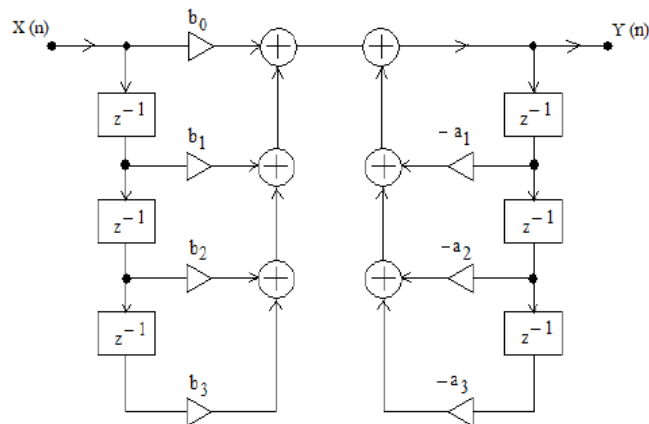 X (n) b₀ Y (n)
z⁻¹ z⁻¹
b₁ −a₁
z⁻¹ z⁻¹
b₂ −a₂
z⁻¹ z⁻¹
b₃ −a₃